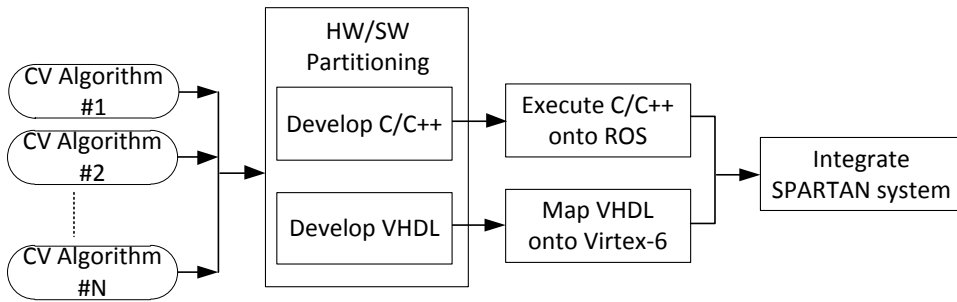 CV Algorithm
#1
CV Algorithm
#2
CV Algorithm
#N
HW/SW
Partitioning
Develop C/C++
Develop VHDL
Execute C/C++
onto ROS
Map VHDL
onto Virtex-6
Integrate
SPARTAN system